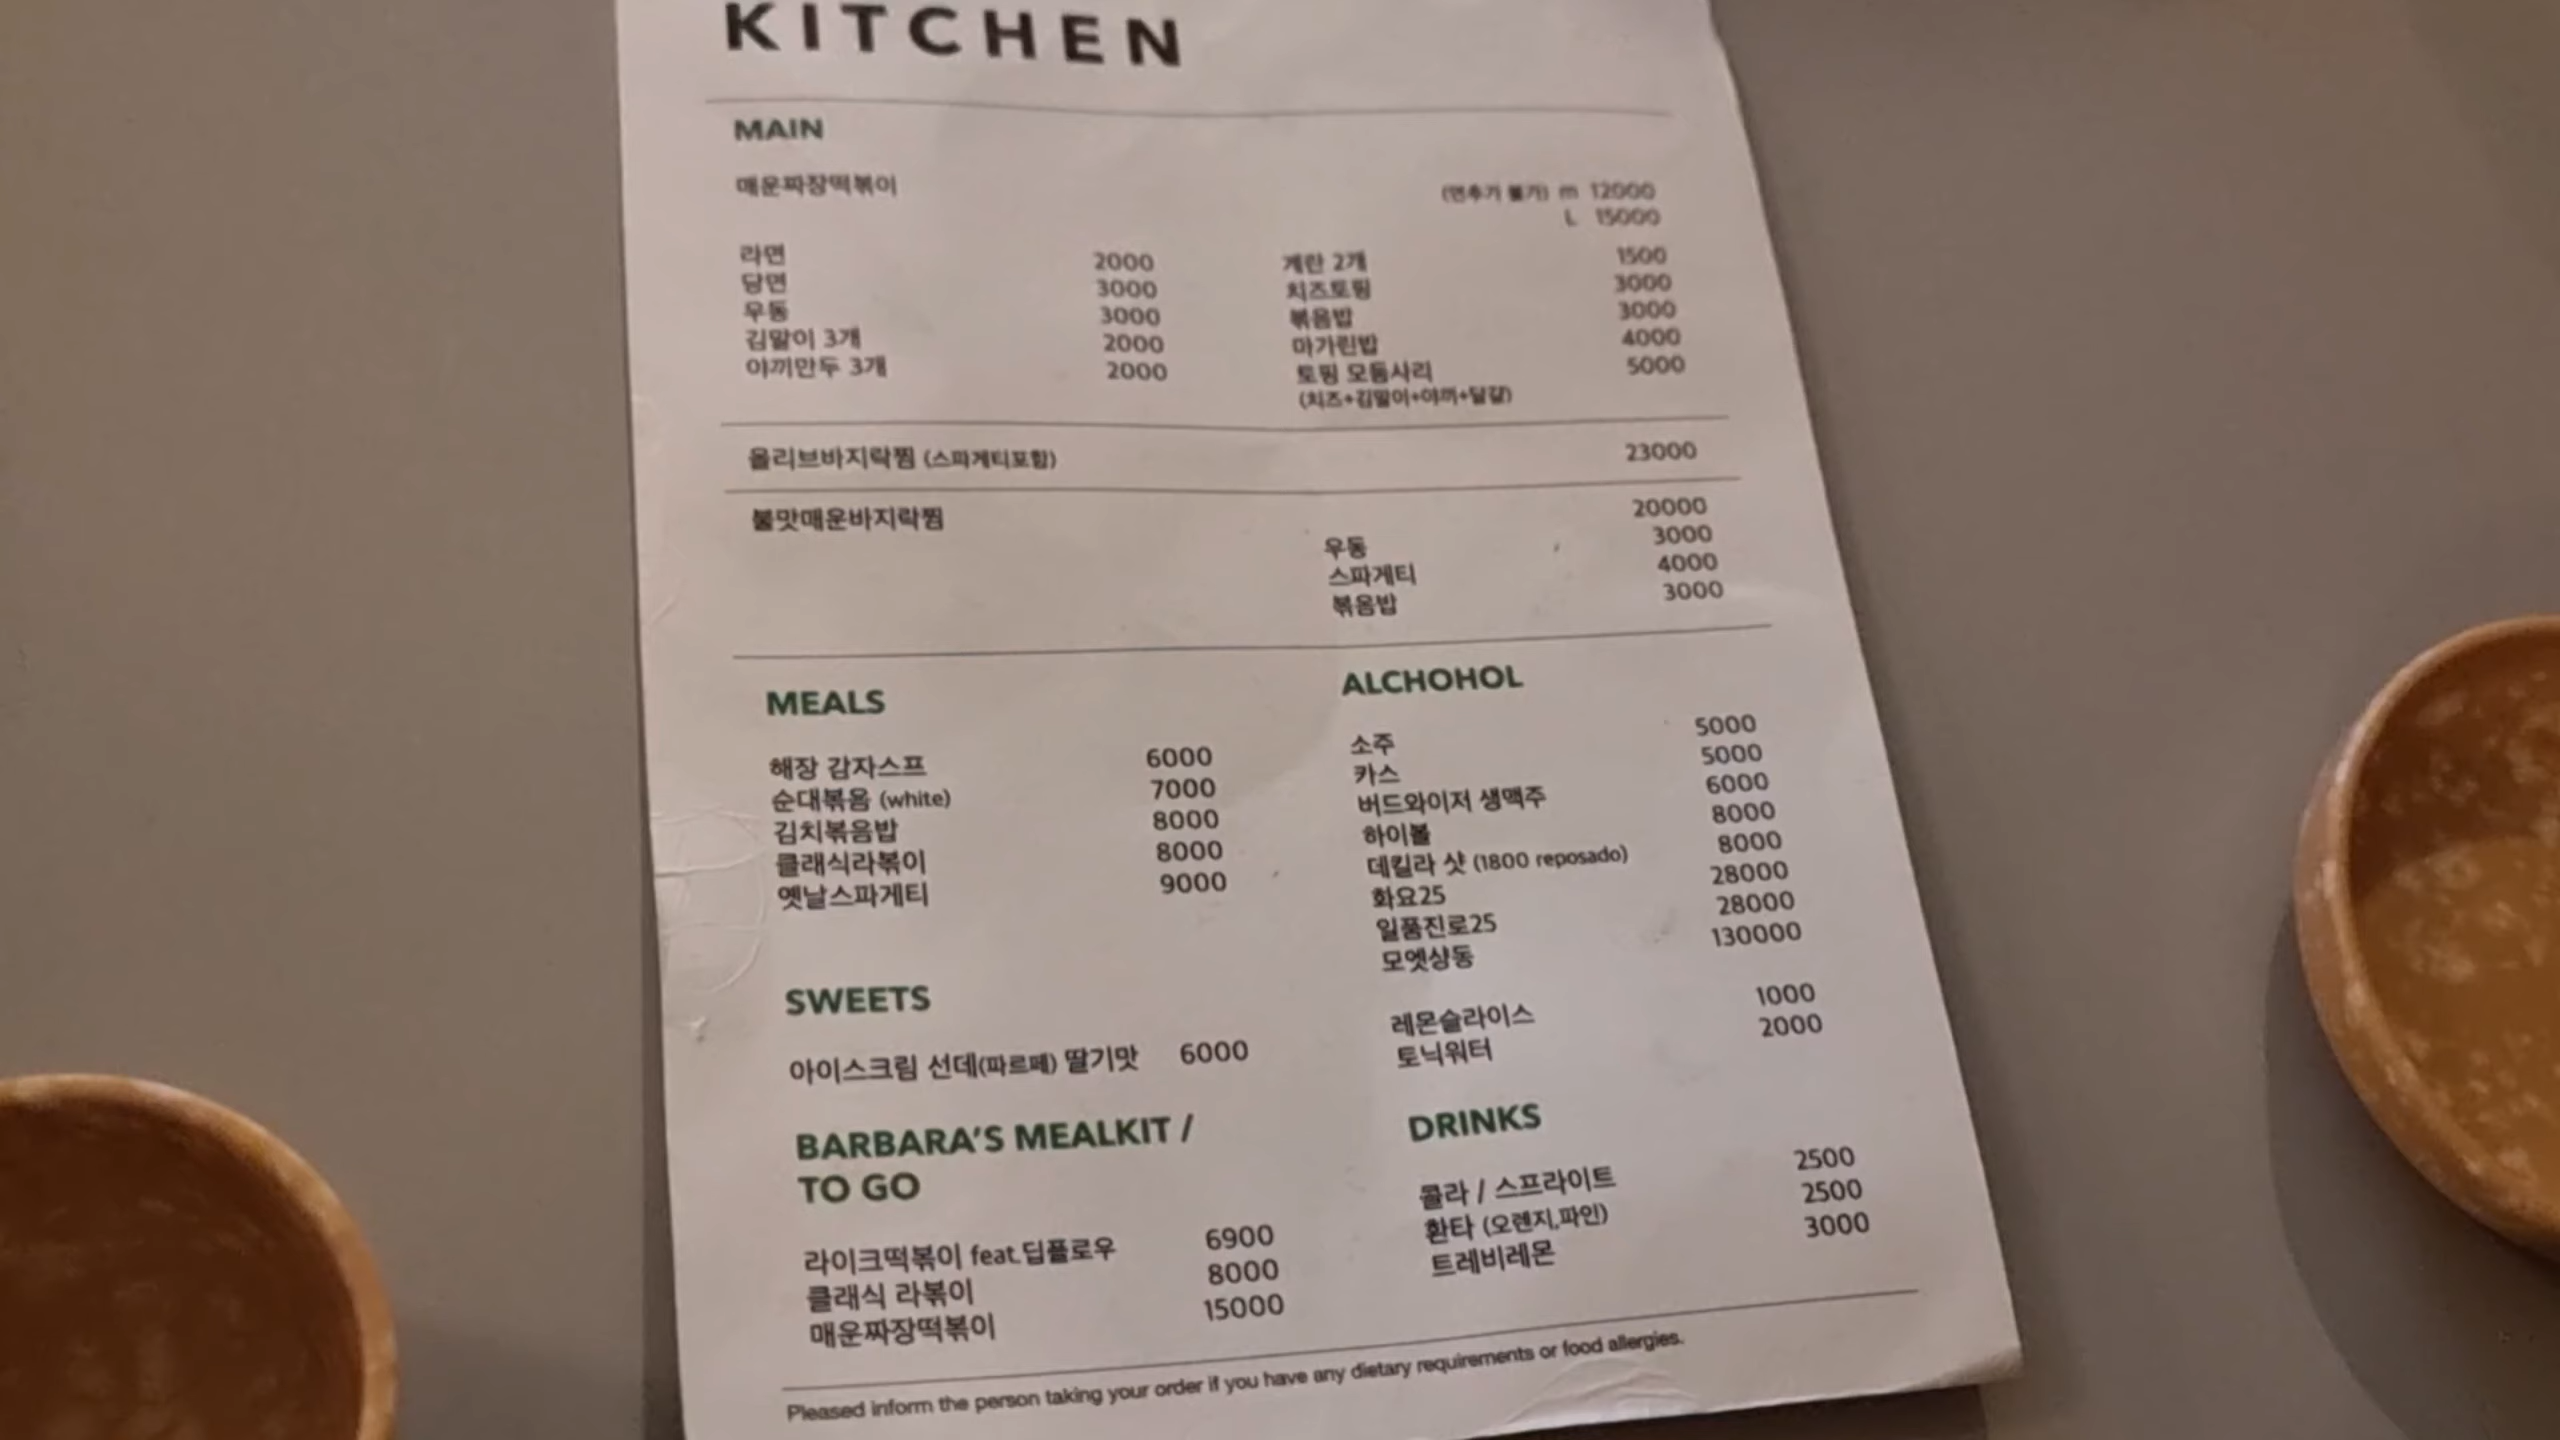 KITCHEN
MAIN
매운짜장떡볶이 (면추가 불가) m 12000
L 15000
라면 2000 계란 2개 1500
당면 3000 치즈토핑 3000
우동 3000 볶음밥 3000
김말이 3개 2000 마가린밥 4000
야끼만두 3개 2000 토핑 모둠사리 5000
(치즈+김말이+야끼+달걀)
올리브바지락찜 (스파게티포함) 23000
불맛매운바지락찜 20000
우동 3000
스파게티 4000
볶음밥 3000
MEALS
해장 감자스프 6000
순대볶음 (white) 7000
김치볶음밥 8000
클래식라볶이 8000
옛날스파게티 9000
SWEETS
아이스크림 선데(파르페) 딸기맛 6000
BARBARA'S MEALKIT /
TO GO
라이크떡볶이 feat.딥플로우 6900
클래식 라볶이 8000
매운짜장떡볶이 15000
ALCHOHOL
소주 5000
카스 5000
버드와이저 생맥주 6000
하이볼 8000
데킬라 샷 (1800 reposado) 8000
화요25 28000
일품진로25 28000
모엣샹동 130000
레몬슬라이스 1000
토닉워터 2000
DRINKS
콜라 / 스프라이트 2500
환타 (오렌지,파인) 2500
트레비레몬 3000
Pleased inform the person taking your order if you have any dietary requirements or food allergies.